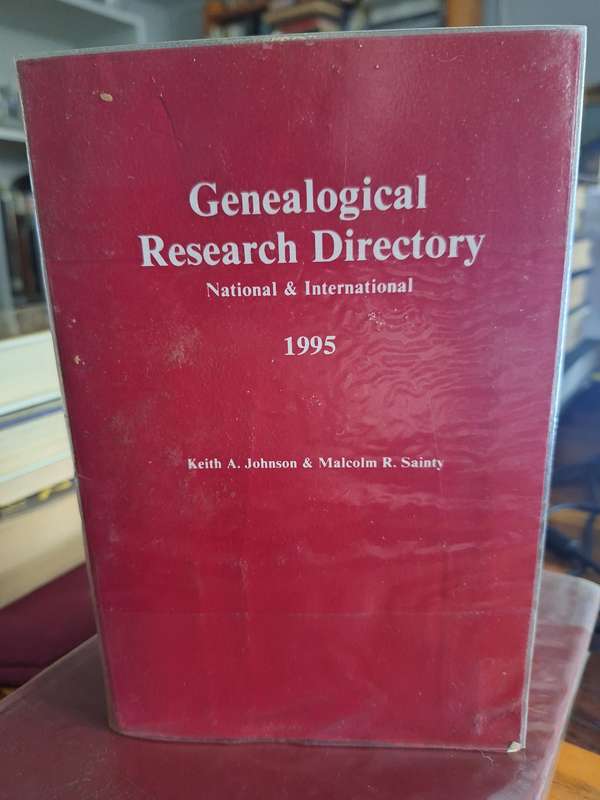 Genealogical
Research Directory
National & International
1995
Keith A. Johnson & Malcolm R. Sainty